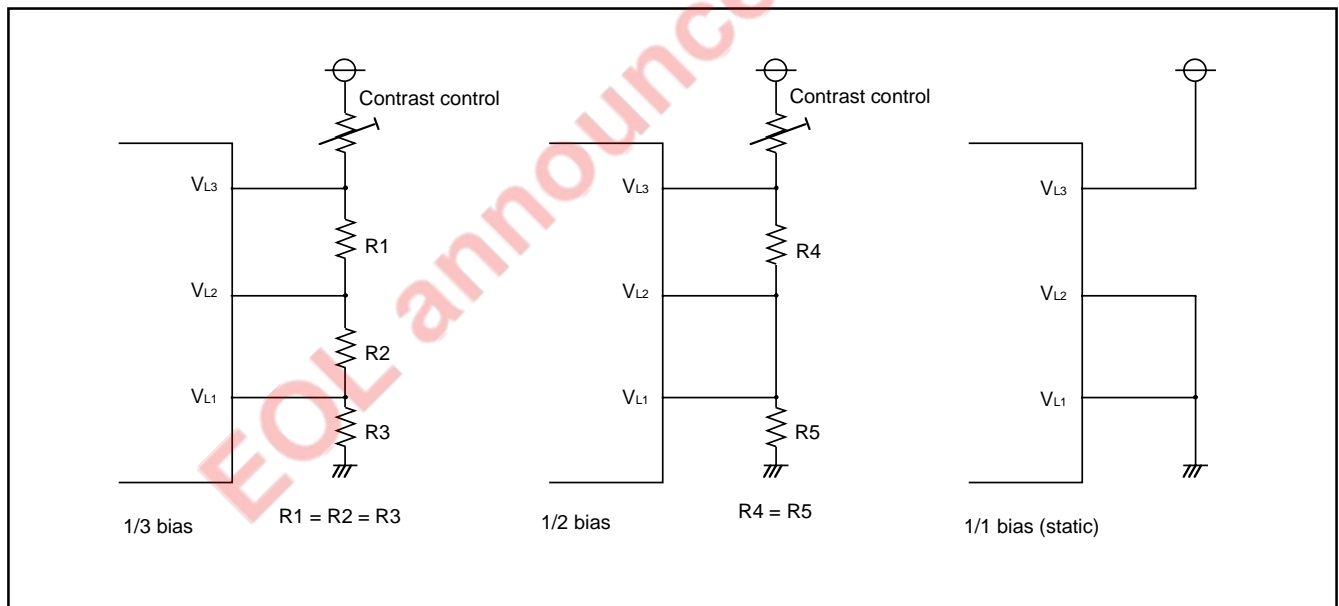 Contrast control
VL3
R1
VL2
R2
VL1
R3
1/3 bias
R1 = R2 = R3
Contrast control
VL3
R4
VL2
VL1
R5
1/2 bias
R4 = R5
VL3
VL2
VL1
1/1 bias (static)
EOL announce